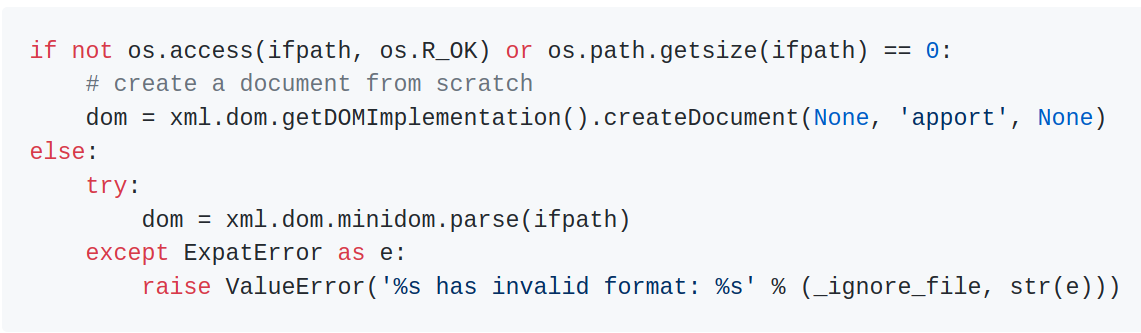 if not os.access(ifpath, os.R_OK) or os.path.getsize(ifpath) == 0:
    # create a document from scratch
    dom = xml.dom.getDOMImplementation().createDocument(None, 'apport', None)
else:
    try:
        dom = xml.dom.minidom.parse(ifpath)
    except ExpatError as e:
        raise ValueError('%s has invalid format: %s' % (_ignore_file, str(e)))